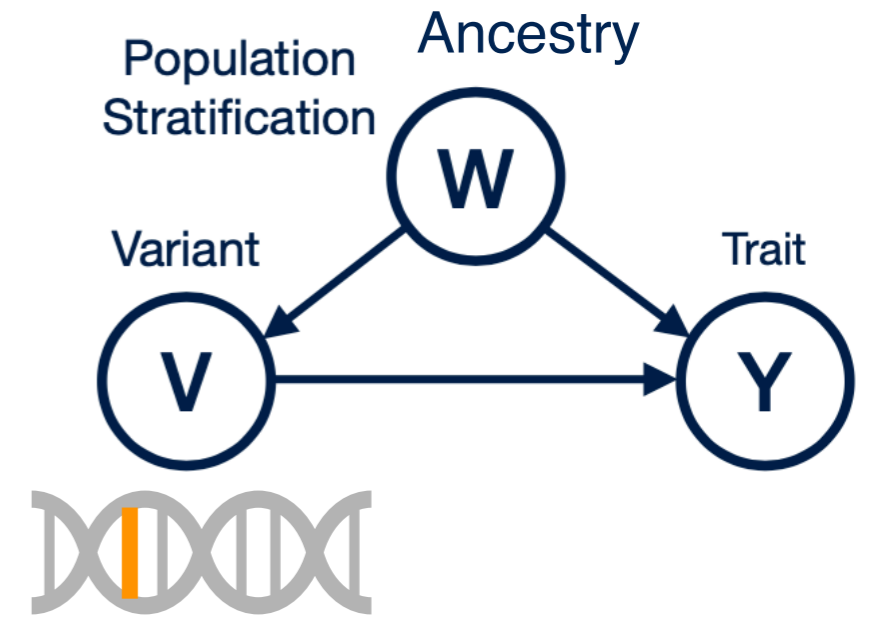 Ancestry
Population
Stratification
W
Variant
Trait
V
Y